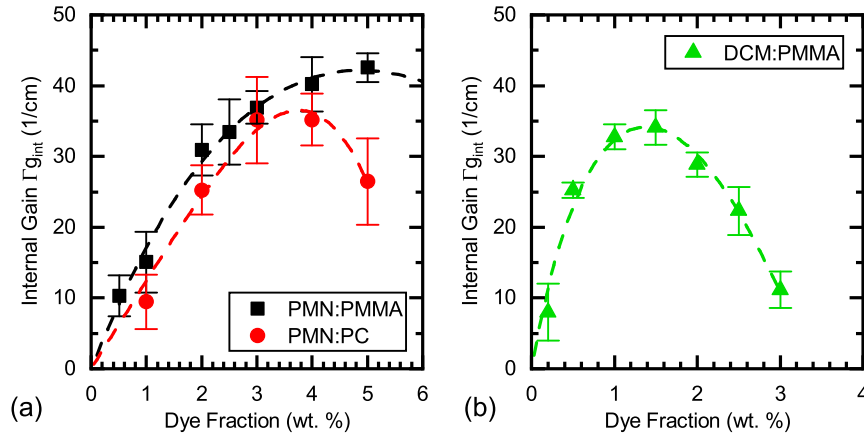 50
40
30
20
10
0
Internal Gain Γg_int (1/cm)
PMN:PMMA
PMN:PC
0 1 2 3 4 5 6
Dye Fraction (wt. %)
(a)
50
40
30
20
10
0
Internal Gain Γg_int (1/cm)
DCM:PMMA
0 1 2 3 4
Dye Fraction (wt. %)
(b)